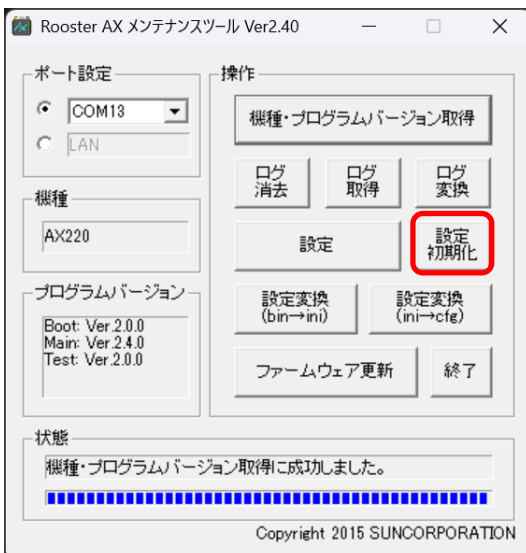 Rooster AX メンテナンスツール Ver2.40
ポート設定
COM13
LAN
機種
AX220
プログラムバージョン
Boot: Ver.2.0.0
Main: Ver.2.4.0
Test: Ver.2.0.0
操作
機種・プログラムバージョン取得
ログ
消去
ログ
取得
ログ
変換
設定
設定
初期化
設定変換
(bin→ini)
設定変換
(ini→cfg)
ファームウェア更新
終了
状態
機種・プログラムバージョン取得に成功しました。
Copyright 2015 SUNCORPORATION